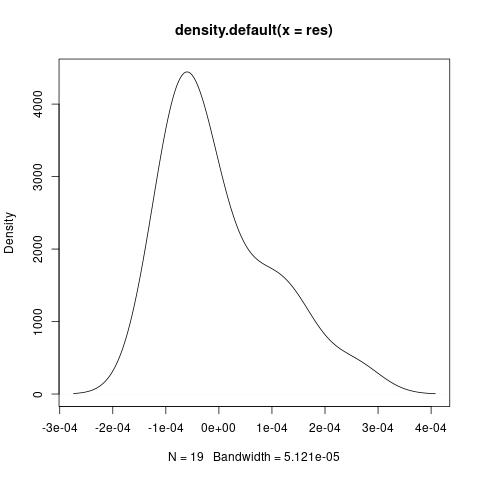 density.default(x = res)
Density
4000
3000
2000
1000
0
-3e-04 -2e-04 -1e-04 0e+00 1e-04 2e-04 3e-04 4e-04
N = 19 Bandwidth = 5.121e-05